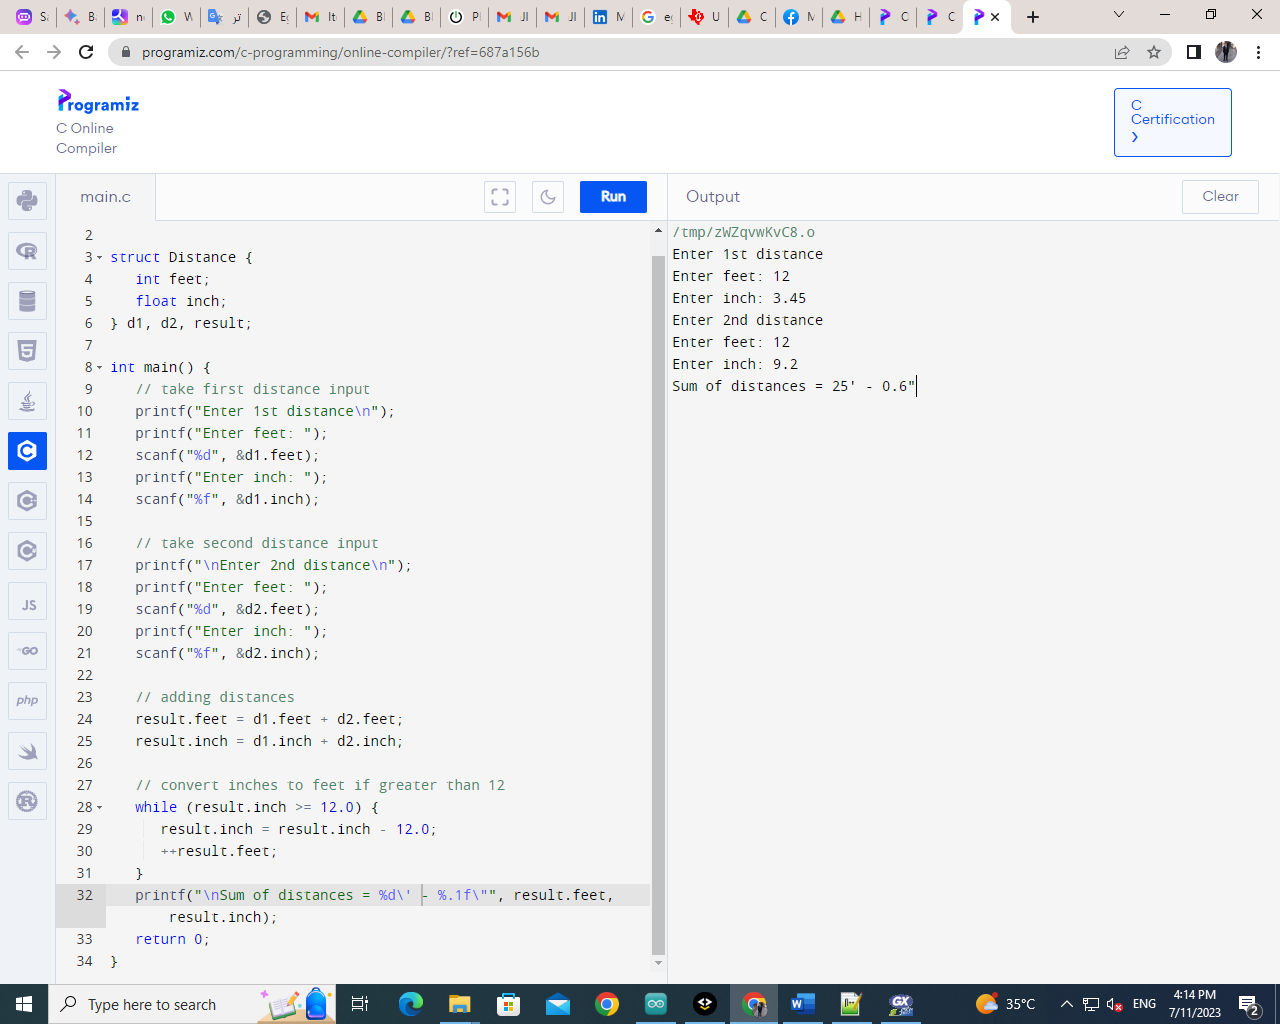 programiz.com/c-programming/online-compiler/?ref=687a156b
Programiz
C Online
Compiler
C
Certification
main.c
Run
Output
Clear
2
3 struct Distance {
4 int feet;
5 float inch;
6 } d1, d2, result;
7
8 int main() {
9 // take first distance input
10 printf("Enter 1st distance\n");
11 printf("Enter feet: ");
12 scanf("%d", &d1.feet);
13 printf("Enter inch: ");
14 scanf("%f", &d1.inch);
15
16 // take second distance input
17 printf("\nEnter 2nd distance\n");
18 printf("Enter feet: ");
19 scanf("%d", &d2.feet);
20 printf("Enter inch: ");
21 scanf("%f", &d2.inch);
22
23 // adding distances
24 result.feet = d1.feet + d2.feet;
25 result.inch = d1.inch + d2.inch;
26
27 // convert inches to feet if greater than 12
28 while (result.inch >= 12.0) {
29 result.inch = result.inch - 12.0;
30 ++result.feet;
31 }
32 printf("\nSum of distances = %d\' - %.1f\"", result.feet,
result.inch);
33 return 0;
34 }
/tmp/zWZqvwKvC8.o
Enter 1st distance
Enter feet: 12
Enter inch: 3.45
Enter 2nd distance
Enter feet: 12
Enter inch: 9.2
Sum of distances = 25' - 0.6"
JS
GO
php
Type here to search
35°C
ENG
4:14 PM
7/11/2023
2